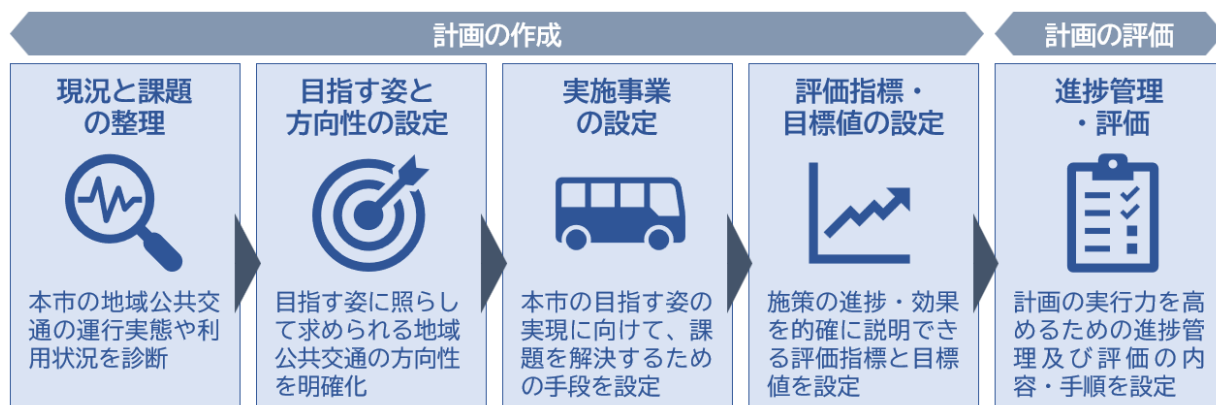 計画の作成
計画の評価
現況と課題
の整理
本市の地域公共交
通の運行実態や利
用状況を診断
目指す姿と
方向性の設定
目指す姿に照らし
て求められる地域
公共交通の方向性
を明確化
実施事業
の設定
本市の目指す姿の
実現に向けて、課
題を解決するため
の手段を設定
評価指標・
目標値の設定
施策の進捗・効果
を的確に説明でき
る評価指標と目標
値を設定
進捗管理
・評価
計画の実行力を高
めるための進捗管
理及び評価の内
容・手順を設定